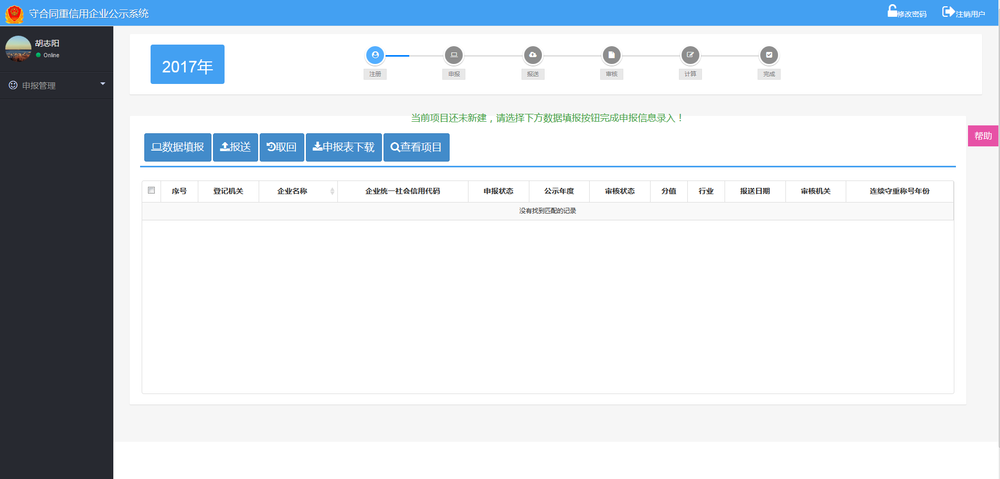 守合同重信用企业公示系统
修改密码
注销用户
胡志阳
Online
申报管理
2017年
注册
申报
报送
审核
计算
完成
当前项目还未新建，请选择下方数据填报按钮完成申报信息录入！
帮助
数据填报 报送 取回 申报表下载 查看项目
序号 登记机关 企业名称 企业统一社会信用代码 申报状态 公示年度 审核状态 分值 行业 报送日期 审核机关 连续守重称号年份
没有找到匹配的记录